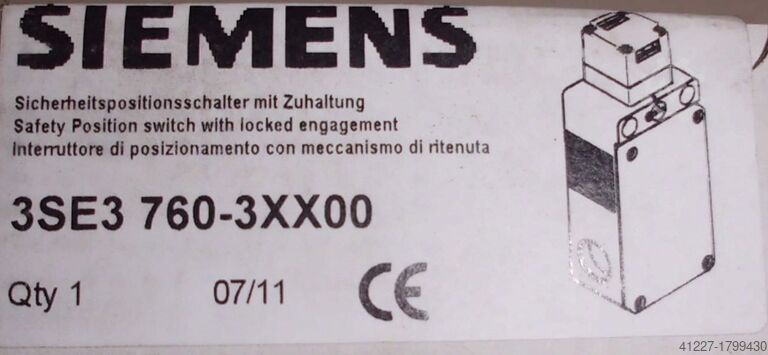 SIEMENS
Sicherheitspositionsschalter mit Zuhaltung
Safety Position switch with locked engagement
Interruttore di posizionamento con meccanismo di ritenuta
3SE3 760-3XX00
Qty 1 07/11 CE
41227-1799430